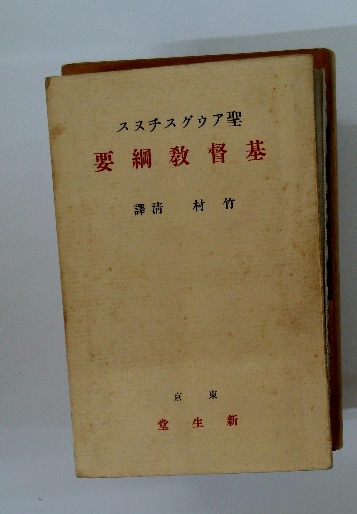 聖アウグスチヌス
基督教綱要
竹村清譯
東京
新生堂